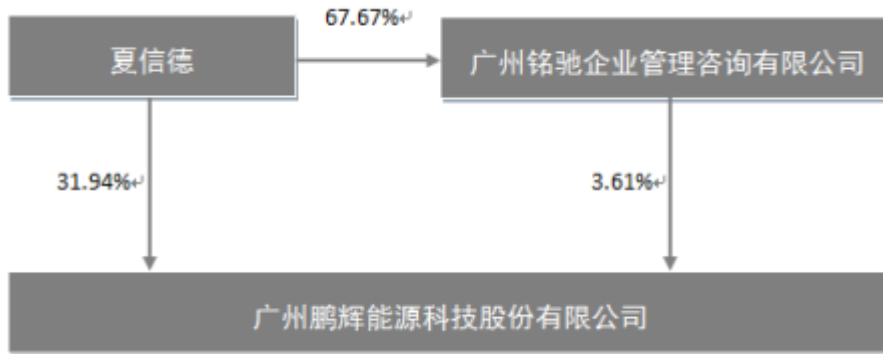 67.67%↵
夏信德
广州铭驰企业管理咨询有限公司
31.94%↵
3.61%↵
广州鹏辉能源科技股份有限公司